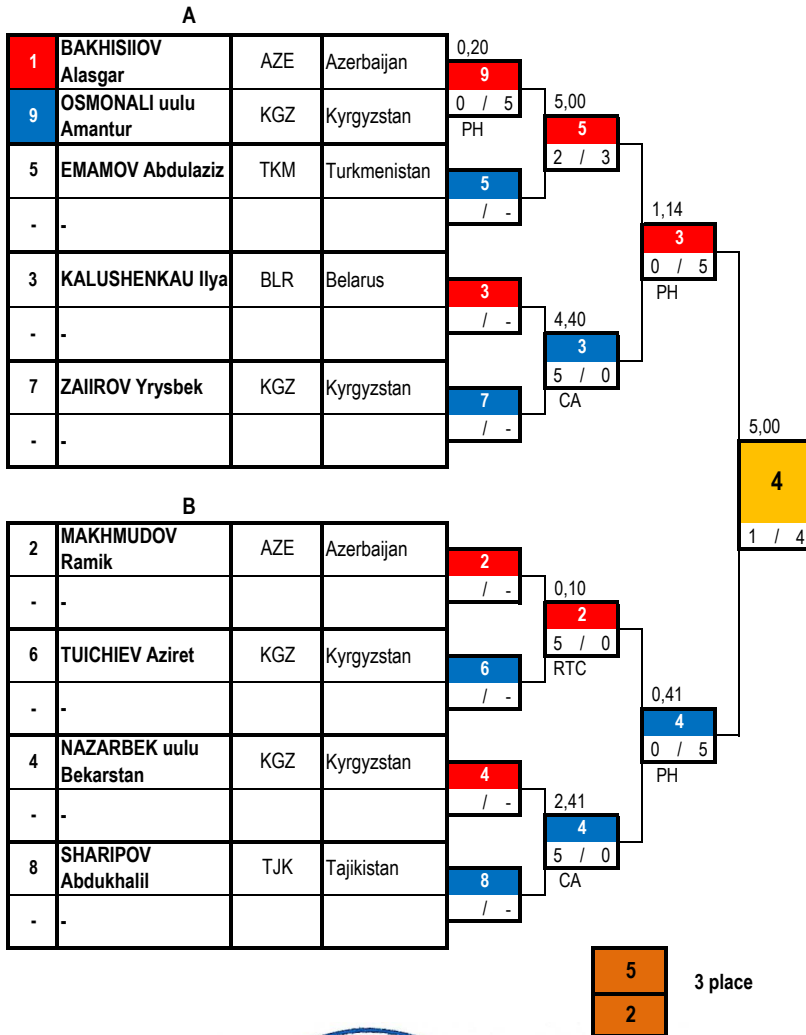 A
1 BAKHISIIOV Alasgar AZE Azerbaijan
9 OSMONALI uulu Amantur KGZ Kyrgyzstan
5 EMAMOV Abdulaziz TKM Turkmenistan
- -
3 KALUSHENKAU Ilya BLR Belarus
- -
7 ZAIIROV Yrysbek KGZ Kyrgyzstan
- -
0,20
9
0 / 5
PH
5
/ -
3
/ -
7
/ -
5,00
5
2 / 3
4,40
3
5 / 0
CA
1,14
3
0 / 5
PH
5,00
4
1 / 4
B
2 MAKHMUDOV Ramik AZE Azerbaijan
- -
6 TUICHIEV Aziret KGZ Kyrgyzstan
- -
4 NAZARBEK uulu Bekarstan KGZ Kyrgyzstan
- -
8 SHARIPOV Abdukhalil TJK Tajikistan
- -
2
/ -
6
/ -
4
/ -
8
/ -
0,10
2
5 / 0
RTC
2,41
4
5 / 0
CA
0,41
4
0 / 5
PH
5
3 place
2